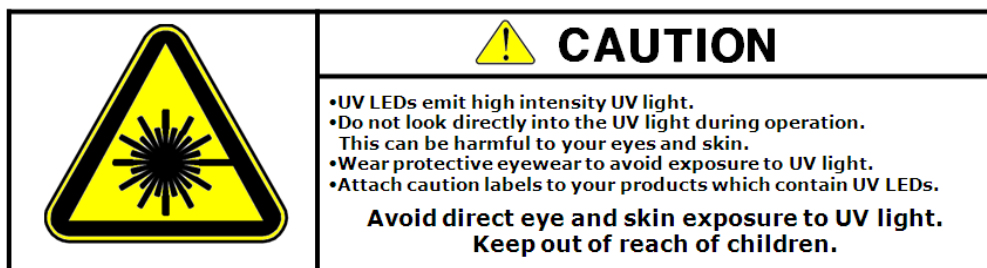 CAUTION
•UV LEDs emit high intensity UV light.
•Do not look directly into the UV light during operation.
This can be harmful to your eyes and skin.
•Wear protective eyewear to avoid exposure to UV light.
•Attach caution labels to your products which contain UV LEDs.
Avoid direct eye and skin exposure to UV light.
Keep out of reach of children.